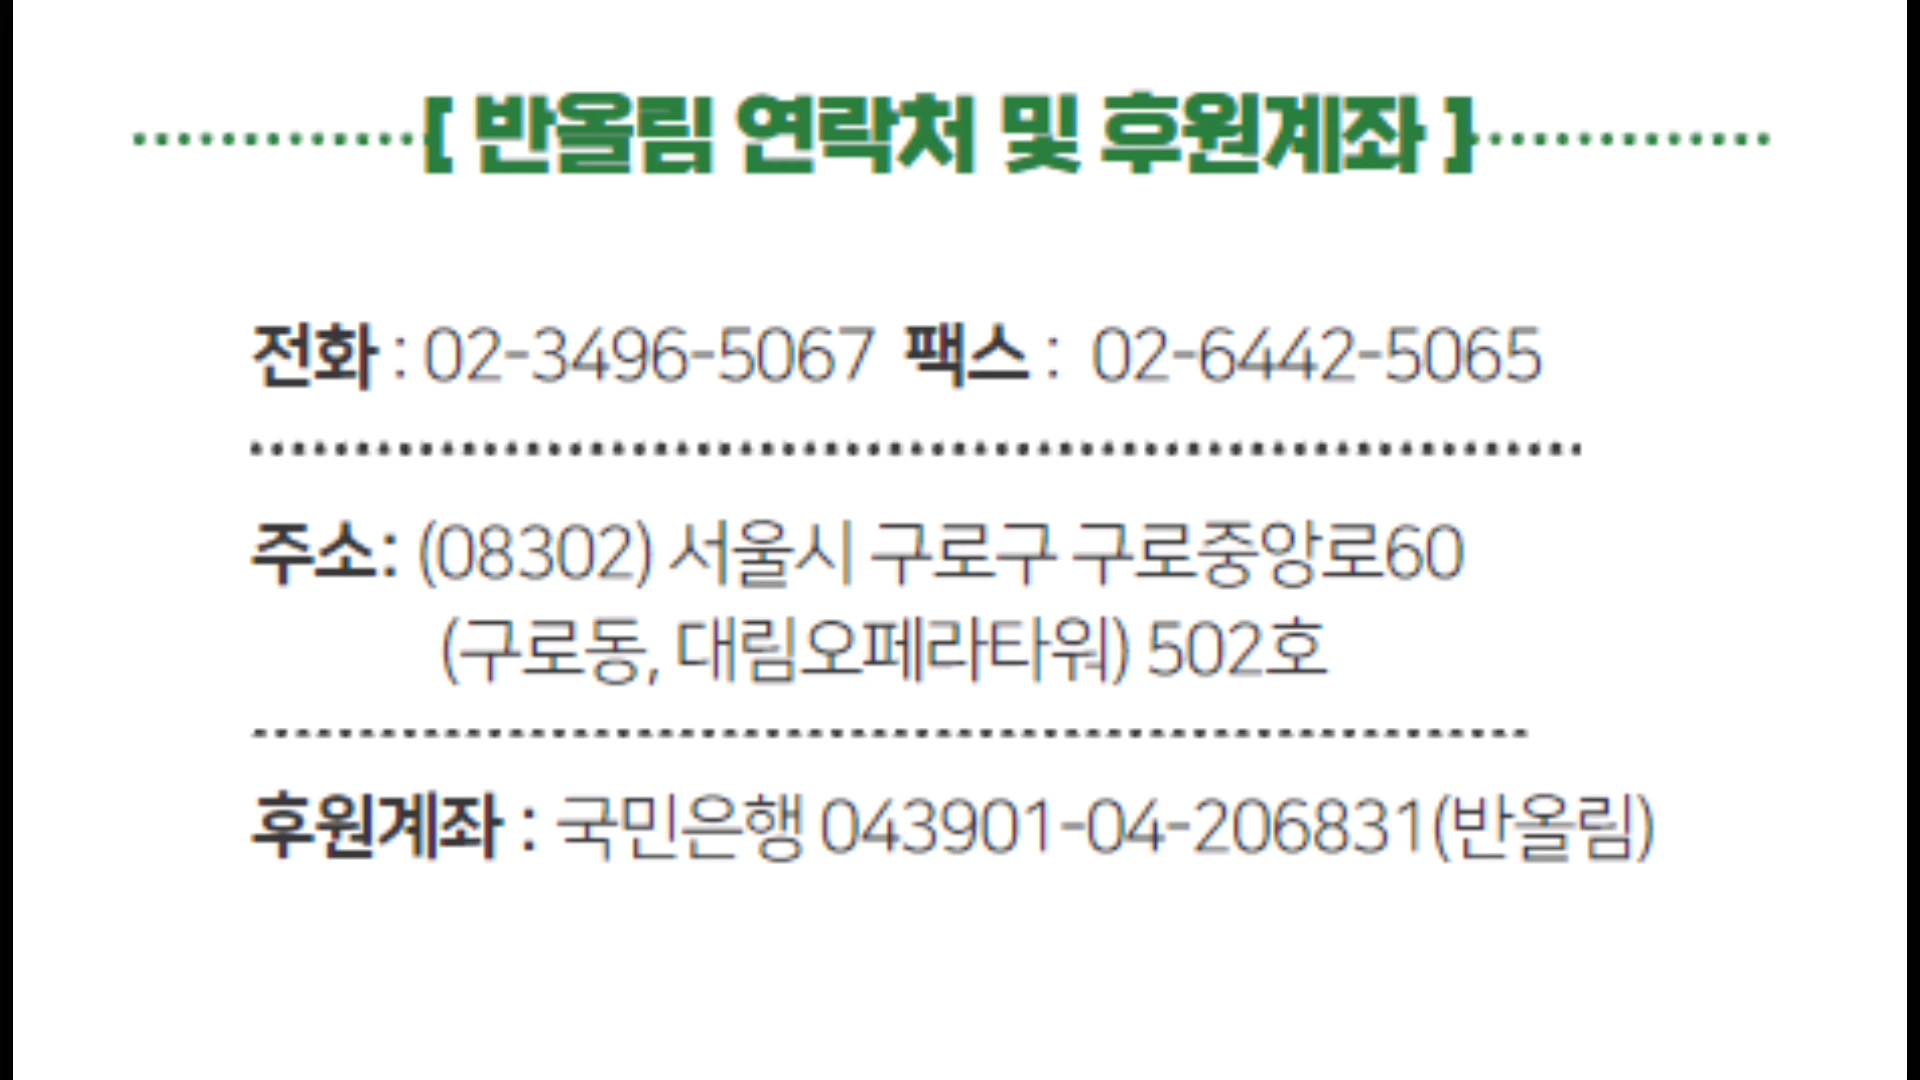 [ 반올림 연락처 및 후원계좌 ]
전화 : 02-3496-5067 팩스 : 02-6442-5065
주소: (08302) 서울시 구로구 구로중앙로60
(구로동, 대림오페라타워) 502호
후원계좌 : 국민은행 043901-04-206831(반올림)